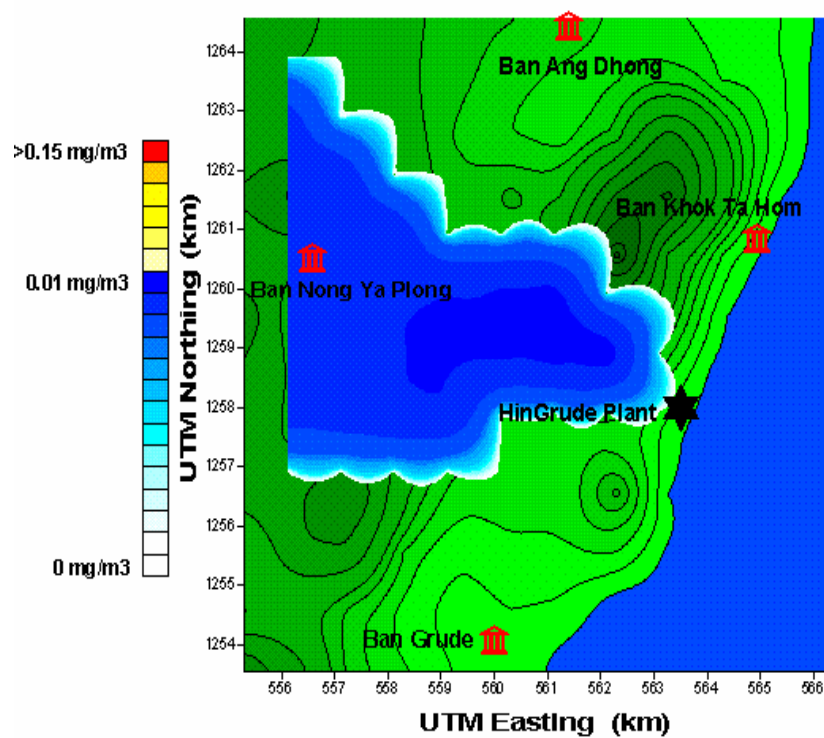 1264
Ban Ang Dhong
1263
>0.15 mg/m3
1262
Ban Khok Ta Hom
1261
0.01 mg/m3
1260
Ban Nong Ya Plong
UTM Northing (km)
1259
1258
HinGrude Plant
1257
1256
0 mg/m3
1255
1254
Ban Grude
556 557 558 559 560 561 562 563 564 565 566
UTM Easting (km)